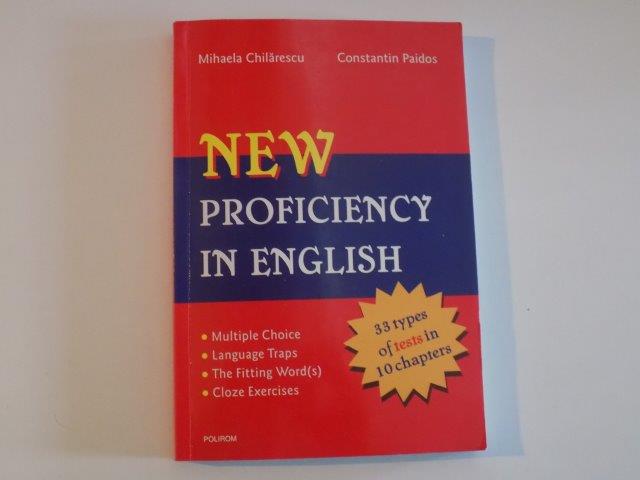 Mihaela Chilărescu Constantin Paidos
NEW
PROFICIENCY
IN ENGLISH
• Multiple Choice
• Language Traps
• The Fitting Word(s)
• Cloze Exercises
33 types
of tests in
10 chapters
POLIROM